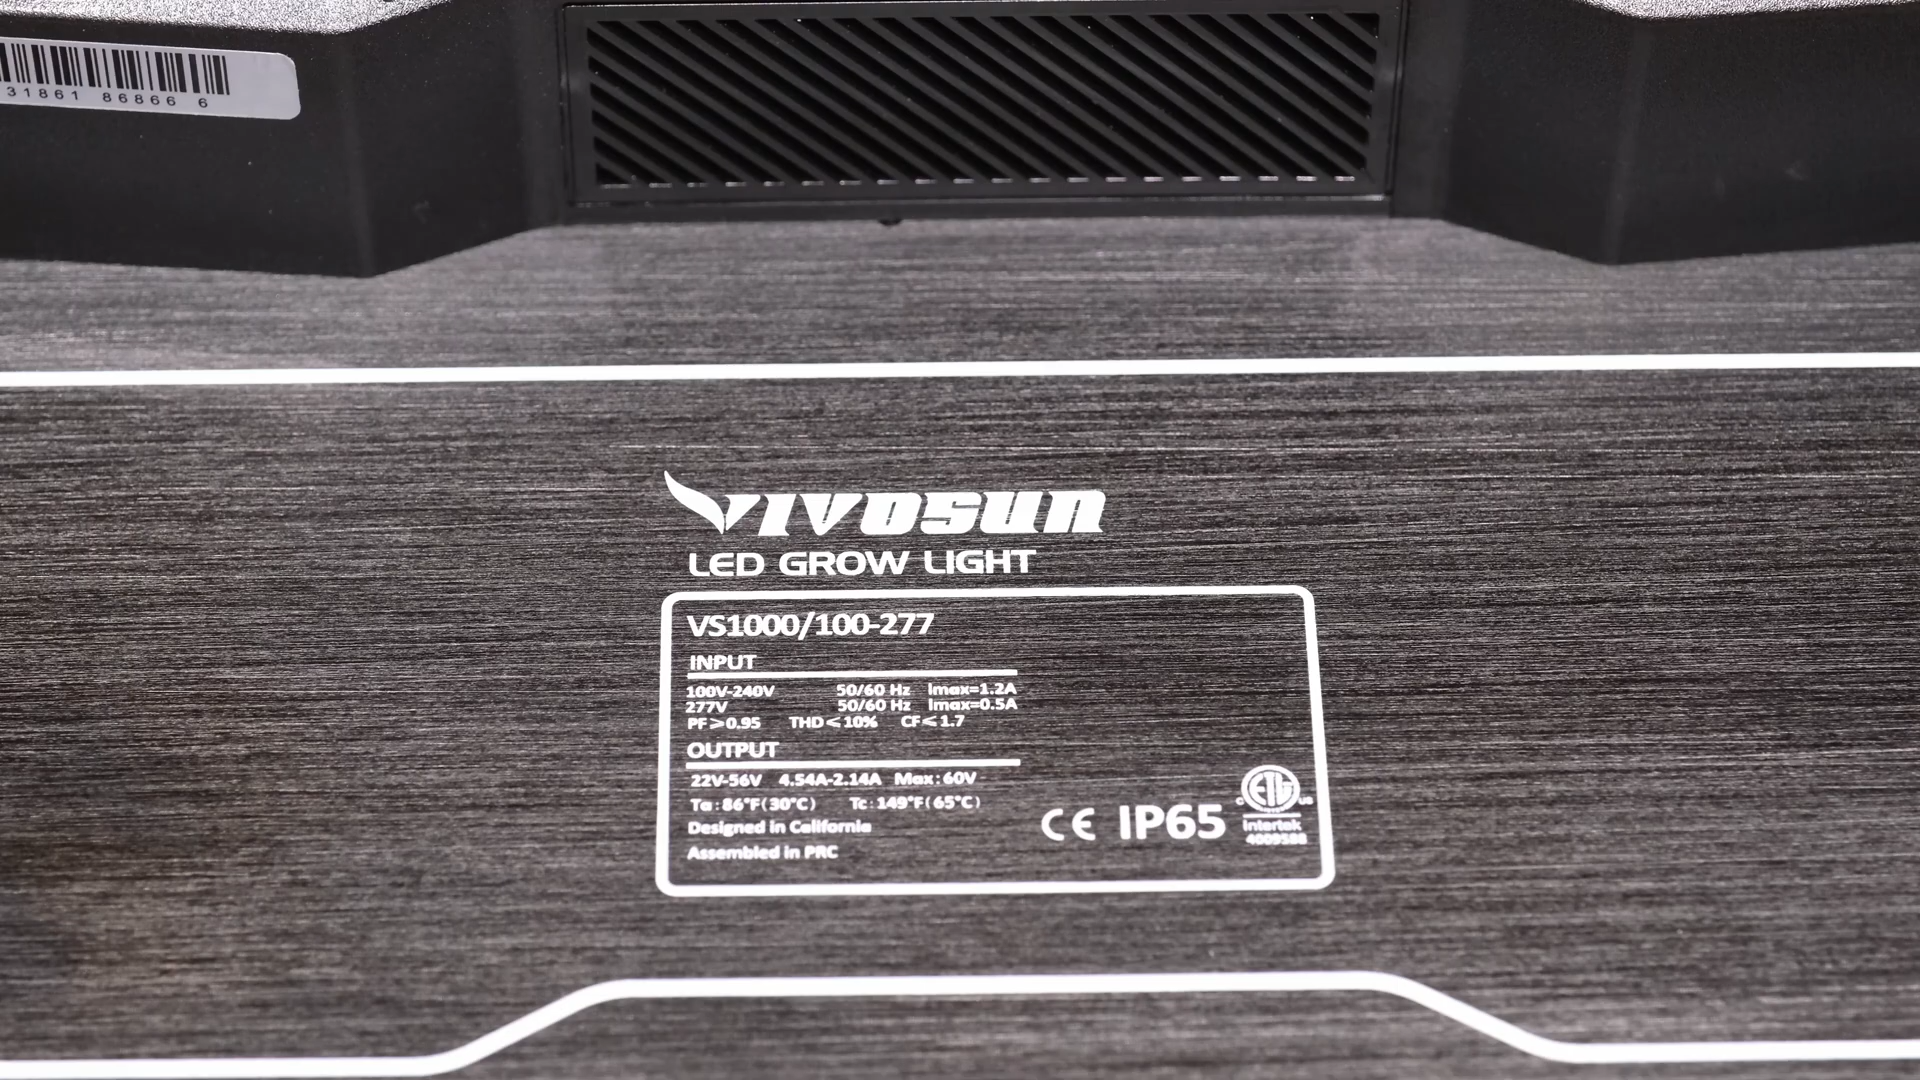 31861 86866 6
VIVOSUN
LED GROW LIGHT
VS1000/100-277
INPUT
100V-240V 50/60 Hz Imax=1.2A
277V 50/60 Hz Imax=0.5A
PF>0.95 THD≤10% CF≤1.7
OUTPUT
22V-56V 4.54A-2.14A Max:60V
Ta:86°F(30°C) Tc:149°F(65°C)
Designed in California
Assembled in PRC
CE IP65
ETL
C US
Intertek
4009588